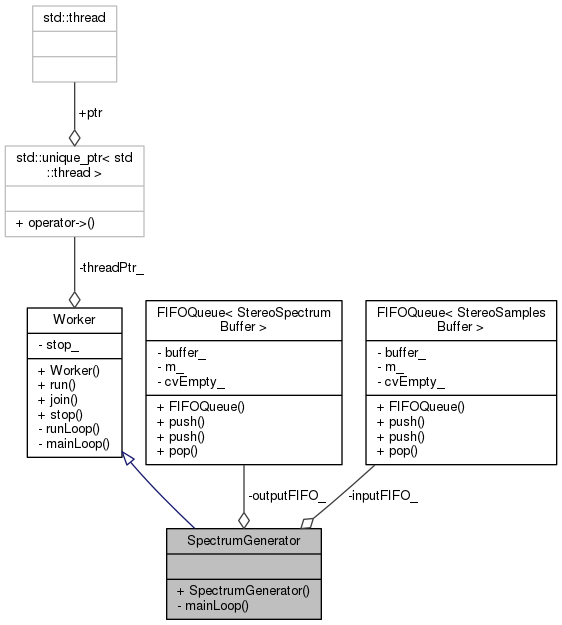 std::thread
+ptr
std::unique_ptr< std
::thread >
+ operator->()
-threadPtr_
Worker
- stop_
+ Worker()
+ run()
+ join()
+ stop()
- runLoop()
- mainLoop()
FIFOQueue< StereoSpectrum
Buffer >
- buffer_
- m_
- cvEmpty_
+ FIFOQueue()
+ push()
+ push()
+ pop()
FIFOQueue< StereoSamples
Buffer >
- buffer_
- m_
- cvEmpty_
+ FIFOQueue()
+ push()
+ push()
+ pop()
-outputFIFO_
-inputFIFO_
SpectrumGenerator
+ SpectrumGenerator()
- mainLoop()